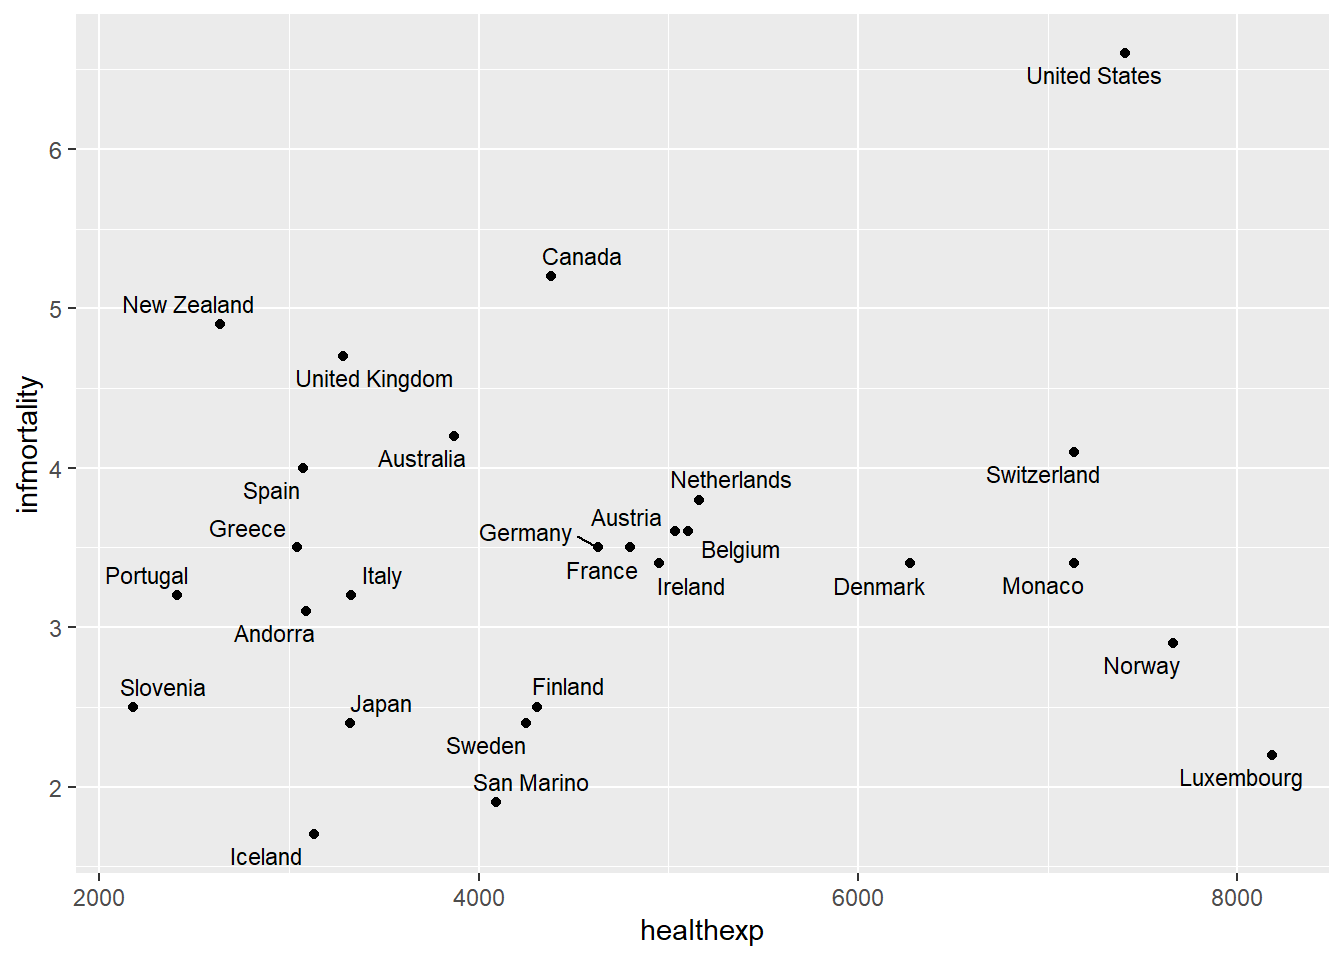 United States
6
Canada
New Zealand
5
United Kingdom
infmortality
Australia
4
Switzerland
Netherlands
Spain
Austria
Greece
Germany
Belgium
France
Portugal
Italy
Ireland
Denmark
Monaco
3
Andorra
Norway
Slovenia
Finland
Japan
Sweden
Luxembourg
San Marino
2
Iceland
2000
4000
6000
8000
healthexp